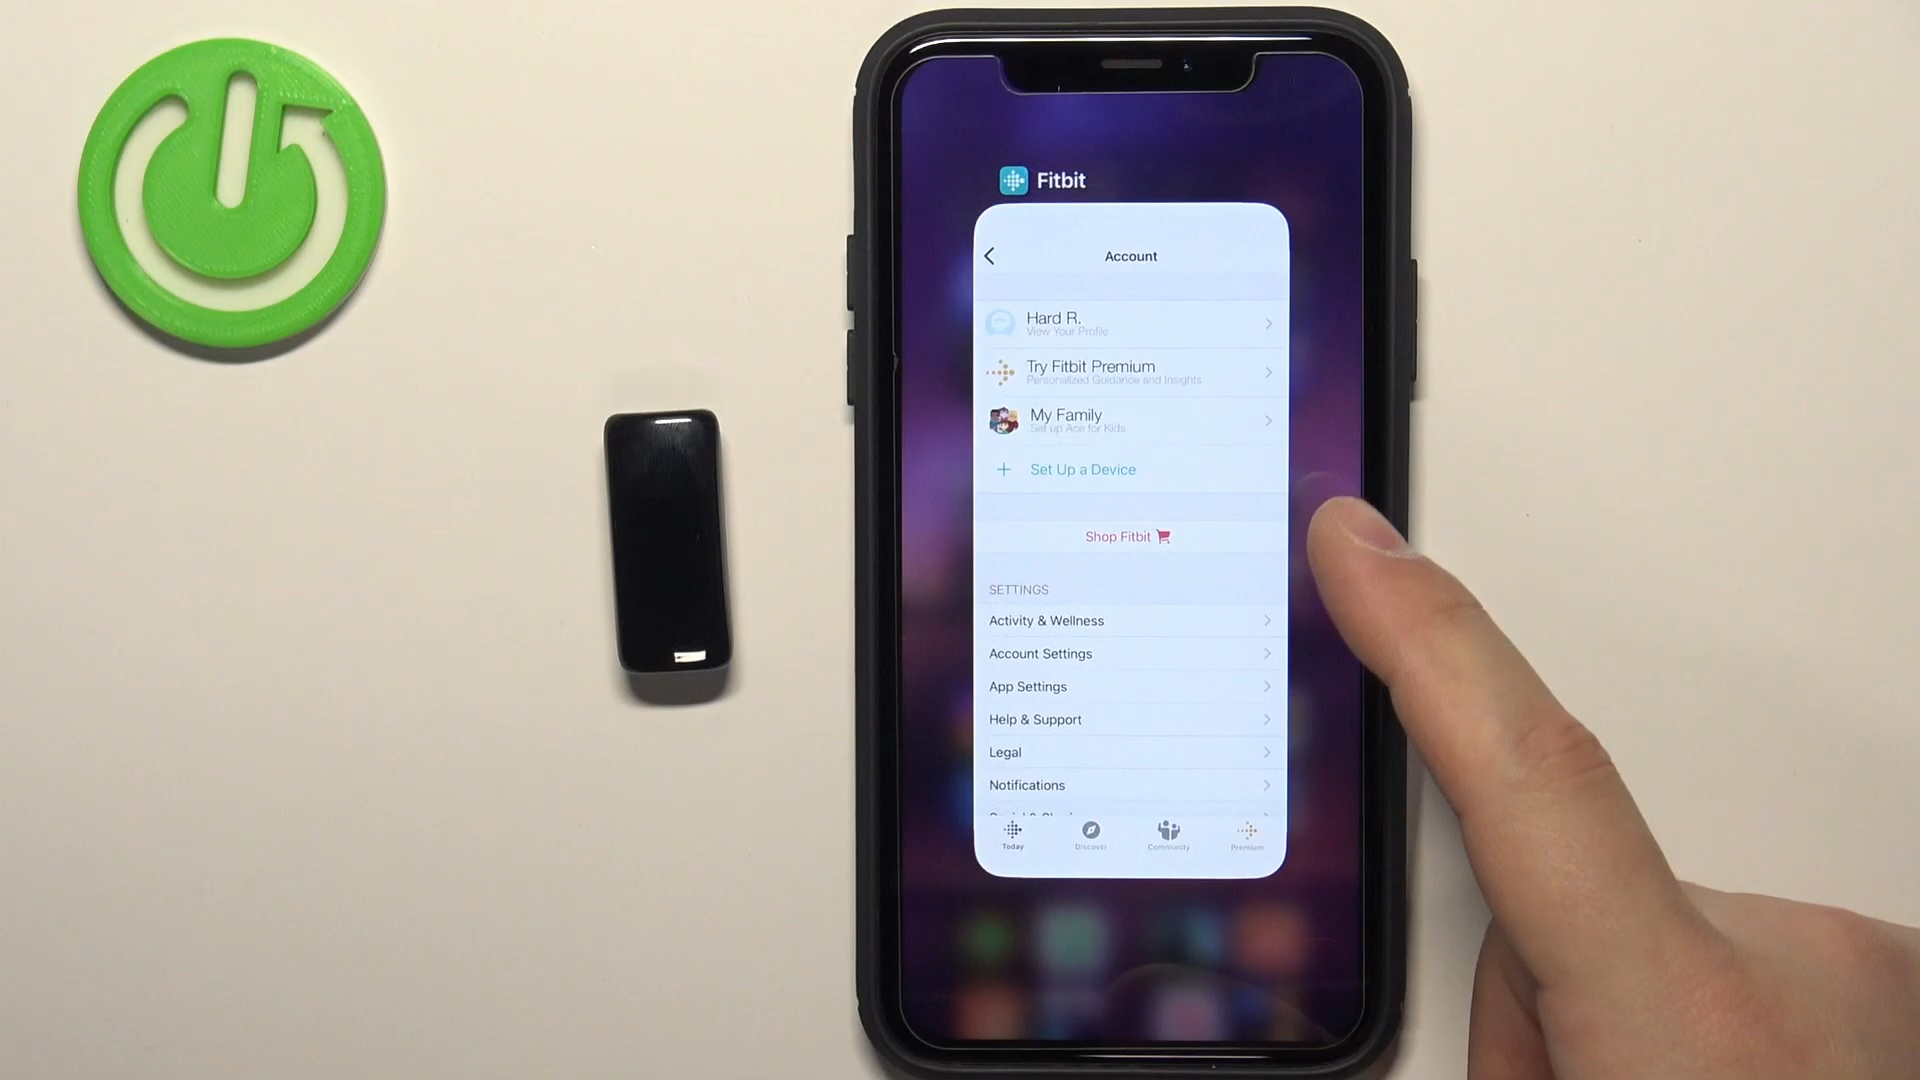 Fitbit
Account
Hard R.
View Your Profile
Try Fitbit Premium
Personalized Guidance and Insights
My Family
Set up Ace for Kids
+ Set Up a Device
Shop Fitbit
SETTINGS
Activity & Wellness
Account Settings
App Settings
Help & Support
Legal
Notifications
Today
Discover
Community
Premium